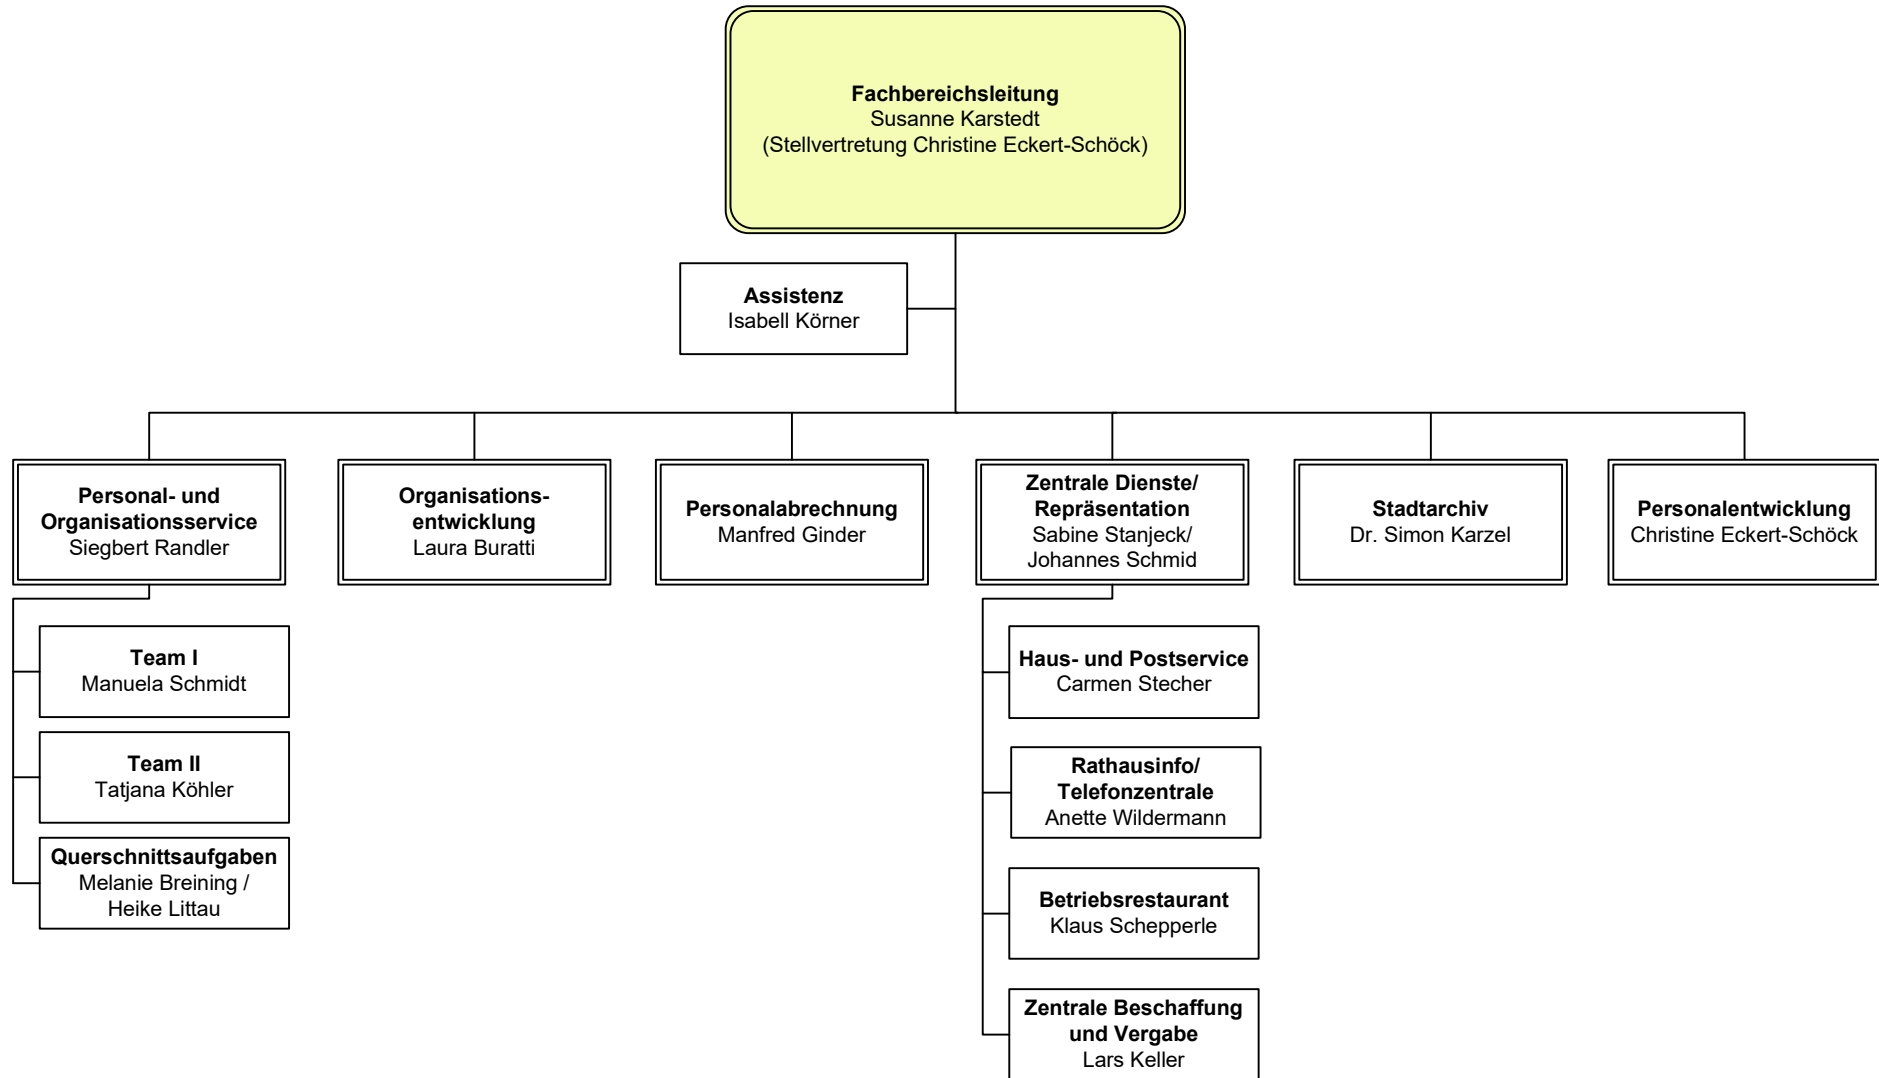 Fachbereichsleitung
Susanne Karstedt
(Stellvertretung Christine Eckert-Schöck)
Assistenz
Isabell Körner
Personal- und
Organisationsservice
Siegbert Randler
Organisations-
entwicklung
Laura Buratti
Personalabrechnung
Manfred Ginder
Zentrale Dienste/
Repräsentation
Sabine Stanjeck/
Johannes Schmid
Stadtarchiv
Dr. Simon Karzel
Personalentwicklung
Christine Eckert-Schöck
Team I
Manuela Schmidt
Team II
Tatjana Köhler
Querschnittsaufgaben
Melanie Breining /
Heike Littau
Haus- und Postservice
Carmen Stecher
Rathausinfo/
Telefonzentrale
Anette Wildermann
Betriebsrestaurant
Klaus Schepperle
Zentrale Beschaffung
und Vergabe
Lars Keller